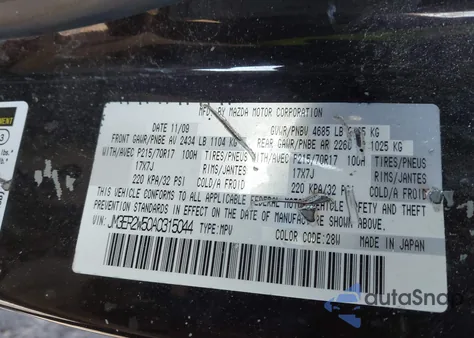 MFD. BY MAZDA MOTOR CORPORATION
DATE 11/09 GVWR/PNBV 4685 LB KG
FRONT GAWR/PNBE AV 2434 LB 1104 KG REAR GAWR/PNBE AR 2260 1025 KG
WITH/AVEC P215/70R17 100H TIRES/PNEUS WITH/AVEC P215/70R17 100H TIRES/PNEUS
17X7J RIMS/JANTES 17X7J RIMS/JANTES
220 KPA/32 PSI COLD/A FROID 220 KPA/32 PSI COLD/A FROID
THIS VEHICLE CONFORMS TO ALL APPLICABLE FEDERAL MOTOR VEHICLE SAFETY AND THEFT
PREVENTION STANDARDS IN EFFECT ON THE DATE OF MANUFACTURE SHOWN ABOVE.
VIN: TYPE: MPV COLOR CODE: 28W MADE IN JAPAN
autoSnap